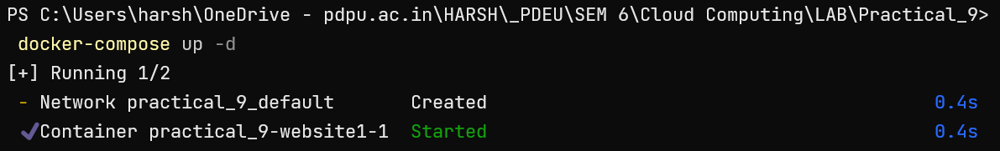 PS C:\Users\harsh\OneDrive - pdpu.ac.in\HARSH\_PDEU\SEM 6\Cloud Computing\LAB\Practical_9>
docker-compose up -d
[+] Running 1/2
- Network practical_9_default Created 0.4s
✔Container practical_9-website1-1 Started 0.4s